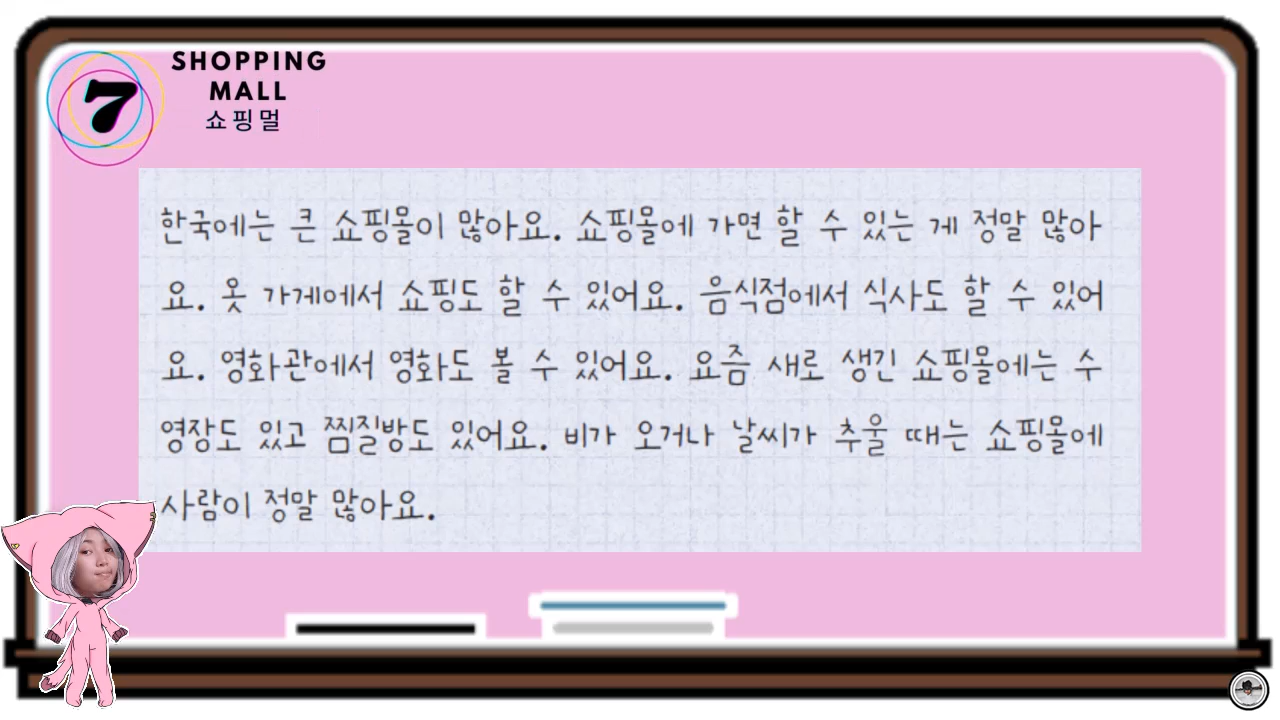 7
SHOPPING
MALL
쇼핑멀
한국에는 큰 쇼핑몰이 많아요. 쇼핑몰에 가면 할 수 있는 게 정말 많아
요. 옷 가게에서 쇼핑도 할 수 있어요. 음식점에서 식사도 할 수 있어
요. 영화관에서 영화도 볼 수 있어요. 요즘 새로 생긴 쇼핑몰에는 수
영장도 있고 찜질방도 있어요. 비가 오거나 날씨가 추울 때는 쇼핑몰에
사람이 정말 많아요.